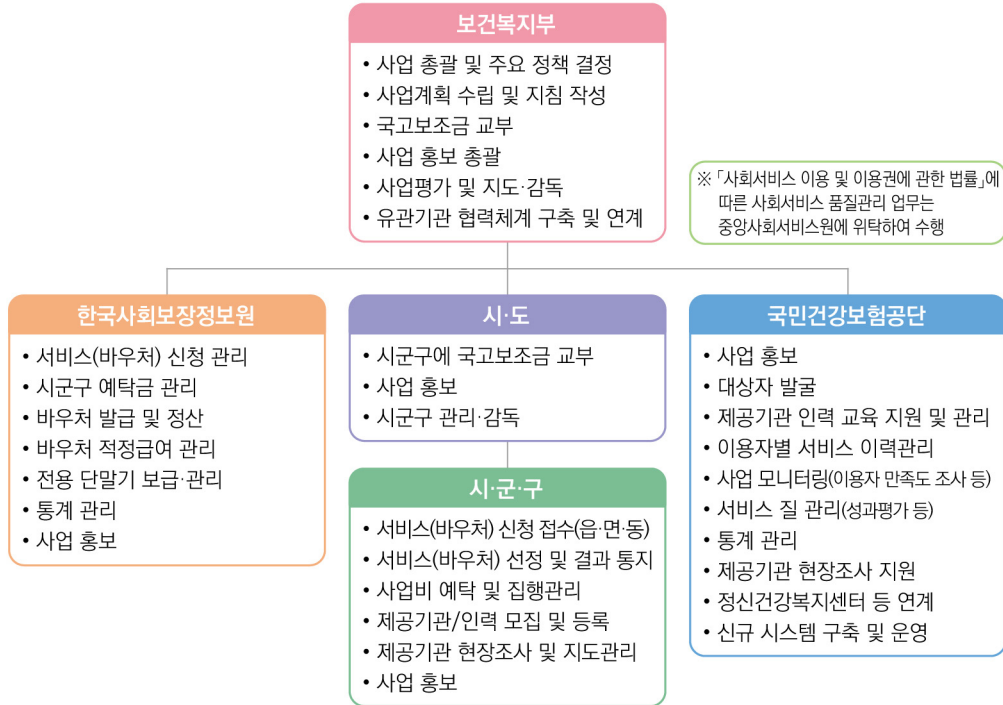 보건복지부
• 사업 총괄 및 주요 정책 결정
• 사업계획 수립 및 지침 작성
• 국고보조금 교부
• 사업 홍보 총괄
• 사업평가 및 지도·감독
• 유관기관 협력체계 구축 및 연계
※ 「사회서비스 이용 및 이용권에 관한 법률」에
따른 사회서비스 품질관리 업무는
중앙사회서비스원에 위탁하여 수행
한국사회보장정보원
• 서비스(바우처) 신청 관리
• 시군구 예탁금 관리
• 바우처 발급 및 정산
• 바우처 적정급여 관리
• 전용 단말기 보급·관리
• 통계 관리
• 사업 홍보
시·도
• 시군구에 국고보조금 교부
• 사업 홍보
• 시군구 관리·감독
시·군·구
• 서비스(바우처) 신청 접수(읍·면·동)
• 서비스(바우처) 선정 및 결과 통지
• 사업비 예탁 및 집행관리
• 제공기관/인력 모집 및 등록
• 제공기관 현장조사 및 지도관리
• 사업 홍보
국민건강보험공단
• 사업 홍보
• 대상자 발굴
• 제공기관 인력 교육 지원 및 관리
• 이용자별 서비스 이력관리
• 사업 모니터링(이용자 만족도 조사 등)
• 서비스 질 관리(성과평가 등)
• 통계 관리
• 제공기관 현장조사 지원
• 정신건강복지센터 등 연계
• 신규 시스템 구축 및 운영